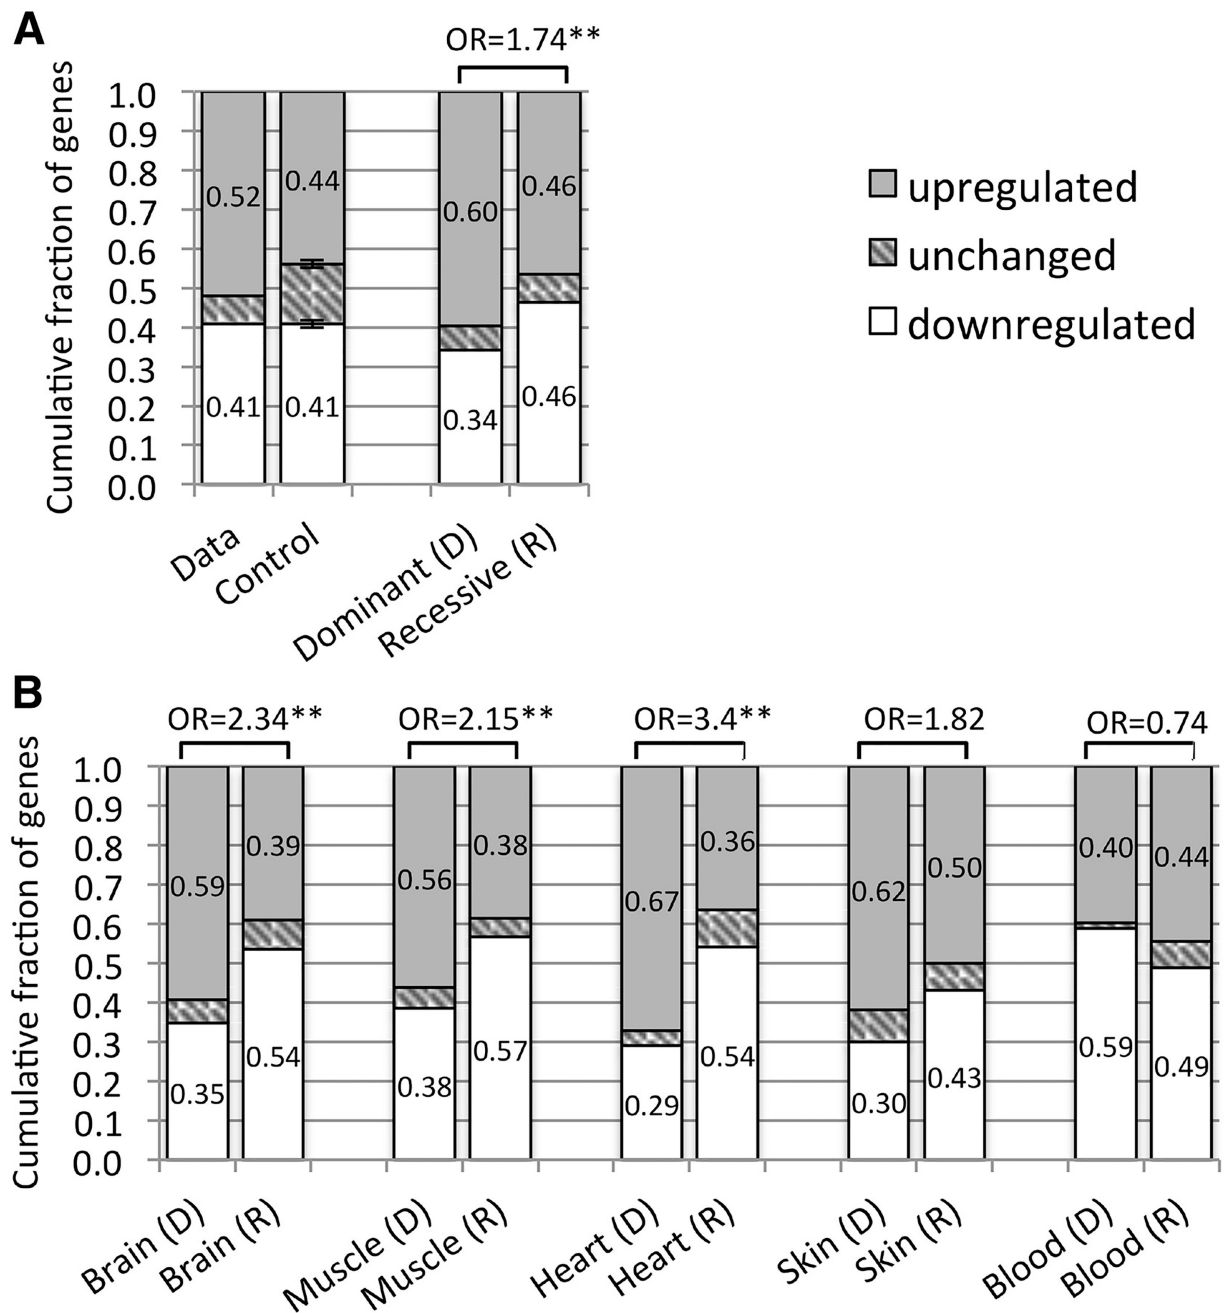 A
OR=1.74**
Cumulative fraction of genes
1.0
0.9
0.8
0.7
0.6
0.5
0.4
0.3
0.2
0.1
0.0
0.52
0.44
0.60
0.46
0.41
0.41
0.34
0.46
Data
Control
Dominant (D)
Recessive (R)
upregulated
unchanged
downregulated
B
OR=2.34**
OR=2.15**
OR=3.4**
OR=1.82
OR=0.74
Cumulative fraction of genes
1.0
0.9
0.8
0.7
0.6
0.5
0.4
0.3
0.2
0.1
0.0
0.59
0.39
0.56
0.38
0.67
0.36
0.62
0.50
0.40
0.44
0.35
0.54
0.38
0.57
0.29
0.54
0.30
0.43
0.59
0.49
Brain (D)
Brain (R)
Muscle (D)
Muscle (R)
Heart (D)
Heart (R)
Skin (D)
Skin (R)
Blood (D)
Blood (R)